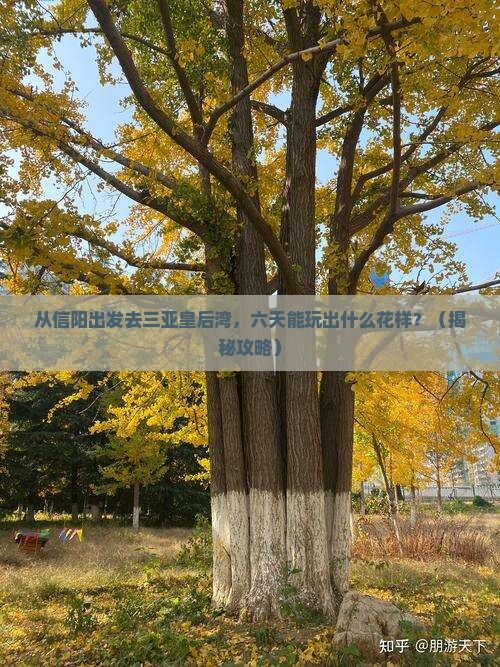 从信阳出发去三亚皇后湾，六天能玩出什么花样？（揭
秘攻略）
知乎 @朋游天下